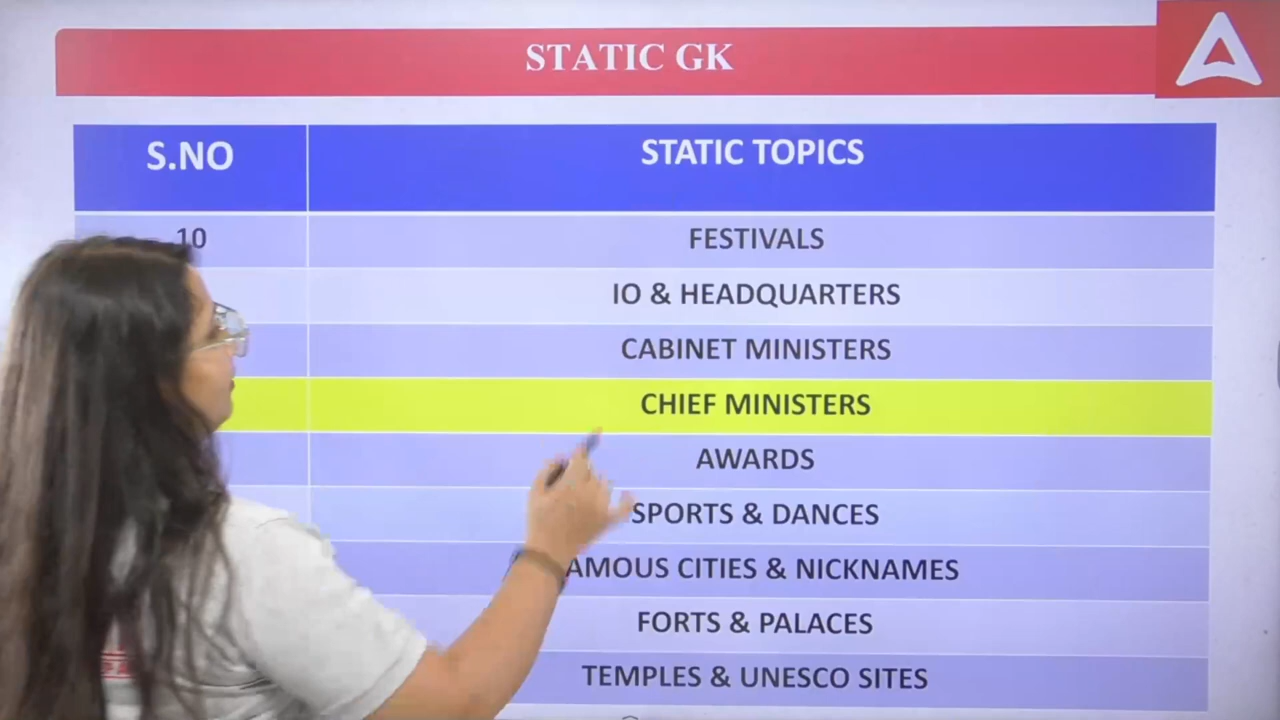 STATIC GK
S.NO STATIC TOPICS
10 FESTIVALS
IO & HEADQUARTERS
CABINET MINISTERS
CHIEF MINISTERS
AWARDS
SPORTS & DANCES
AMOUS CITIES & NICKNAMES
FORTS & PALACES
TEMPLES & UNESCO SITES